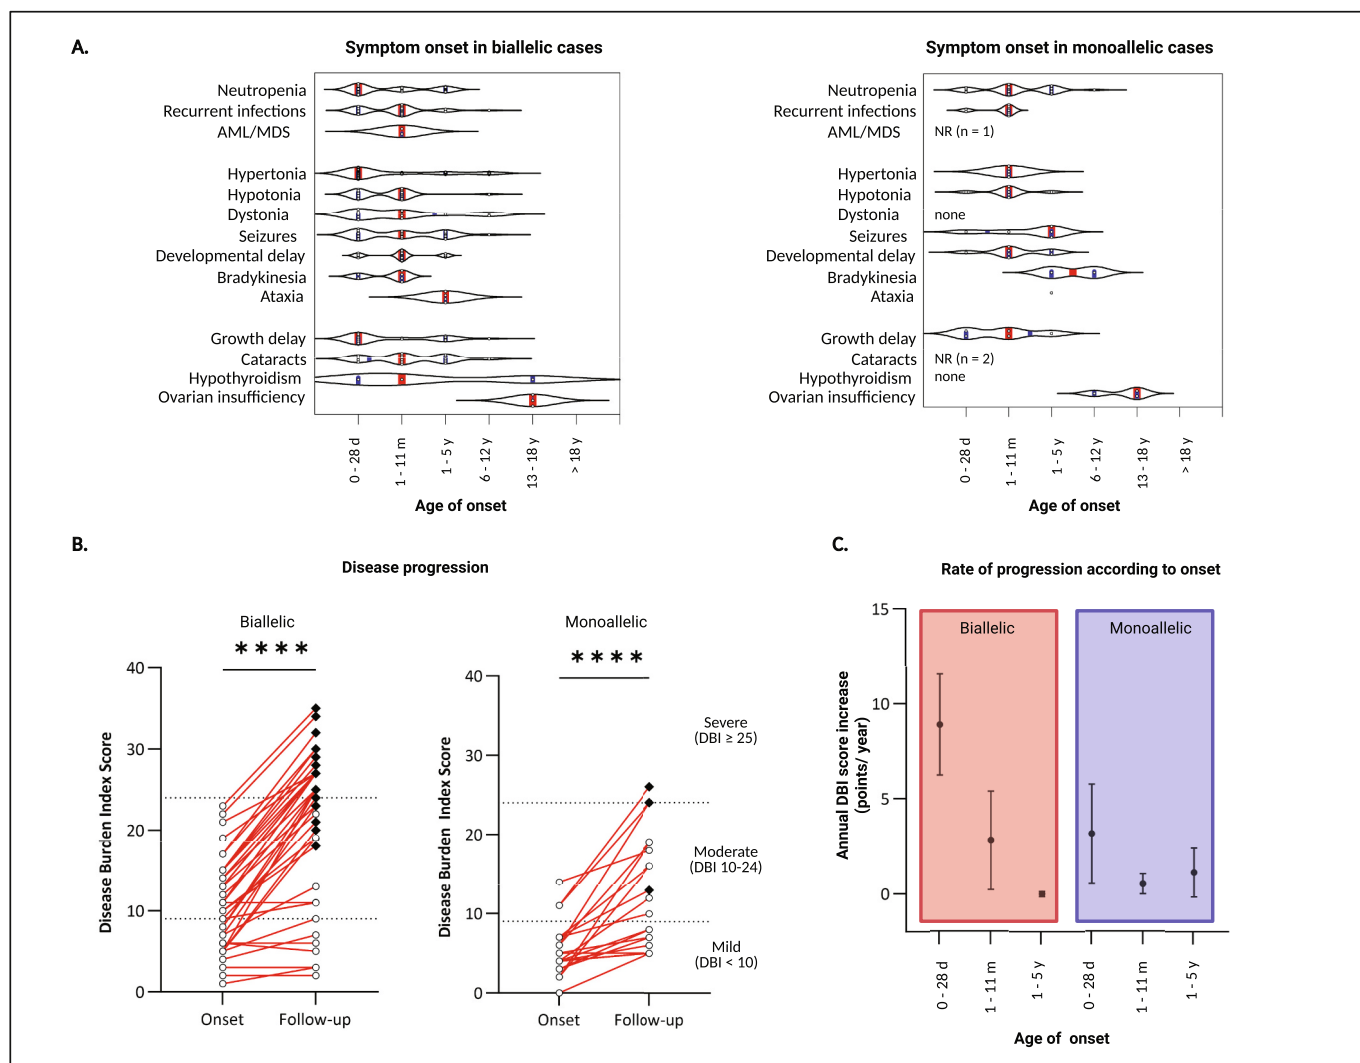 A.
Symptom onset in biallelic cases
Neutropenia
Recurrent infections
AML/MDS
Hypertonia
Hypotonia
Dystonia
Seizures
Developmental delay
Bradykinesia
Ataxia
Growth delay
Cataracts
Hypothyroidism
Ovarian insufficiency
0 - 28 d
1 - 11 m
1 - 5 y
6 - 12 y
13 - 18 y
> 18 y
Age of onset
Symptom onset in monoallelic cases
Neutropenia
Recurrent infections
AML/MDS NR (n = 1)
Hypertonia
Hypotonia
Dystonia none
Seizures
Developmental delay
Bradykinesia
Ataxia
Growth delay
Cataracts NR (n = 2)
Hypothyroidism none
Ovarian insufficiency
0 - 28 d
1 - 11 m
1 - 5 y
6 - 12 y
13 - 18 y
> 18 y
Age of onset
B.
Disease progression
Biallelic
****
Disease Burden Index Score
40
30
20
10
0
Onset Follow-up
Monoallelic
****
Disease Burden Index Score
40
30
20
10
0
Onset Follow-up
Severe
(DBI ≥ 25)
Moderate
(DBI 10-24)
Mild
(DBI < 10)
C.
Rate of progression according to onset
Annual DBI score increase
(points/ year)
15
10
5
0
Biallelic
Monoallelic
0 - 28 d
1 - 11 m
1 - 5 y
0 - 28 d
1 - 11 m
1 - 5 y
Age of onset